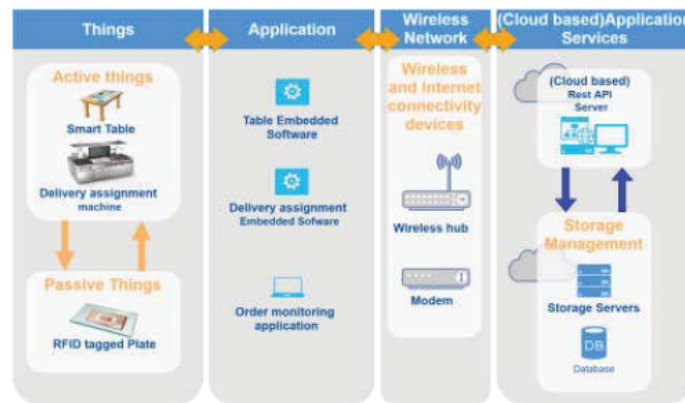 Things
Active things
Smart Table
Delivery assignment
machine
Passive Things
RFID tagged Plate
Application
Table Embedded
Software
Delivery assignment
Embedded Sofware
Order monitoring
application
Wireless
Network
Wireless
and Internet
connectivity
devices
Wireless hub
Modem
(Cloud based)Application
Services
(Cloud based)
Rest API
Server
Storage
Management
Storage Servers
DB
Database